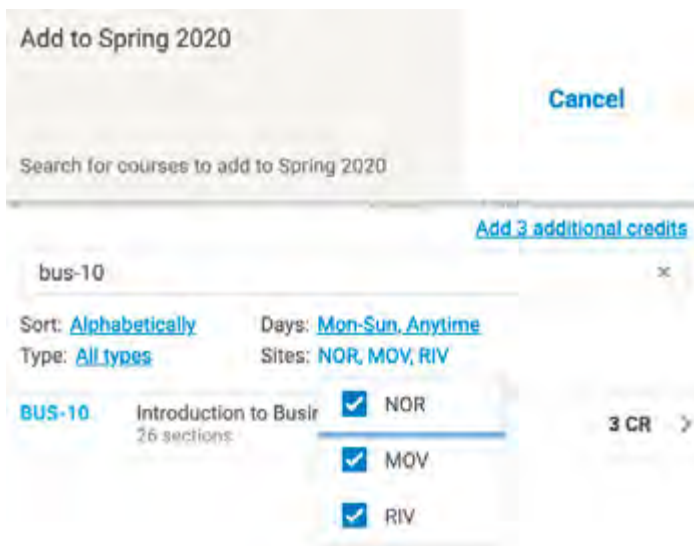 Add to Spring 2020
Cancel
Search for courses to add to Spring 2020
Add 3 additional credits
bus-10 ×
Sort: Alphabetically Days: Mon-Sun, Anytime
Type: All types Sites: NOR, MOV, RIV
BUS-10 Introduction to Busir NOR 3 CR >
26 sections
MOV
RIV